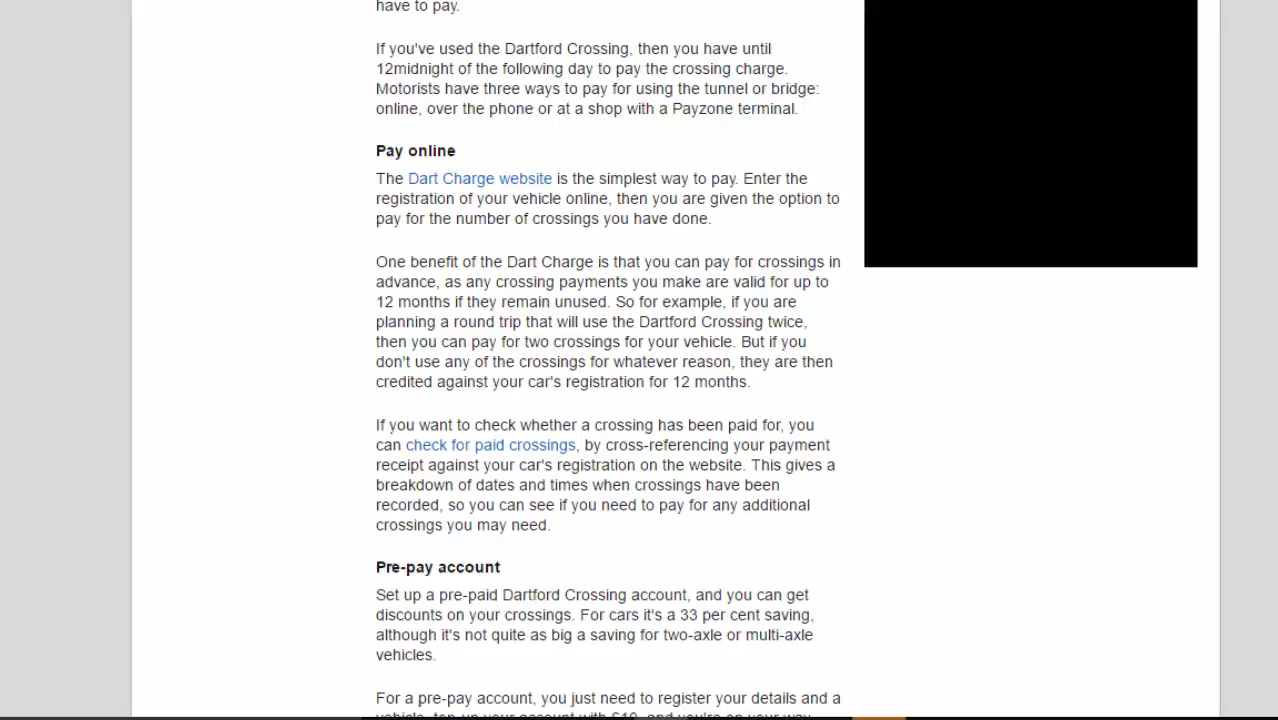 have to pay.
If you've used the Dartford Crossing, then you have until
12midnight of the following day to pay the crossing charge.
Motorists have three ways to pay for using the tunnel or bridge:
online, over the phone or at a shop with a Payzone terminal.
Pay online
The Dart Charge website is the simplest way to pay. Enter the
registration of your vehicle online, then you are given the option to
pay for the number of crossings you have done.
One benefit of the Dart Charge is that you can pay for crossings in
advance, as any crossing payments you make are valid for up to
12 months if they remain unused. So for example, if you are
planning a round trip that will use the Dartford Crossing twice,
then you can pay for two crossings for your vehicle. But if you
don't use any of the crossings for whatever reason, they are then
credited against your car's registration for 12 months.
If you want to check whether a crossing has been paid for, you
can check for paid crossings, by cross-referencing your payment
receipt against your car's registration on the website. This gives a
breakdown of dates and times when crossings have been
recorded, so you can see if you need to pay for any additional
crossings you may need.
Pre-pay account
Set up a pre-paid Dartford Crossing account, and you can get
discounts on your crossings. For cars it's a 33 per cent saving,
although it's not quite as big a saving for two-axle or multi-axle
vehicles.
For a pre-pay account, you just need to register your details and a
vehicle, top-up your account with £10, and you're on your way